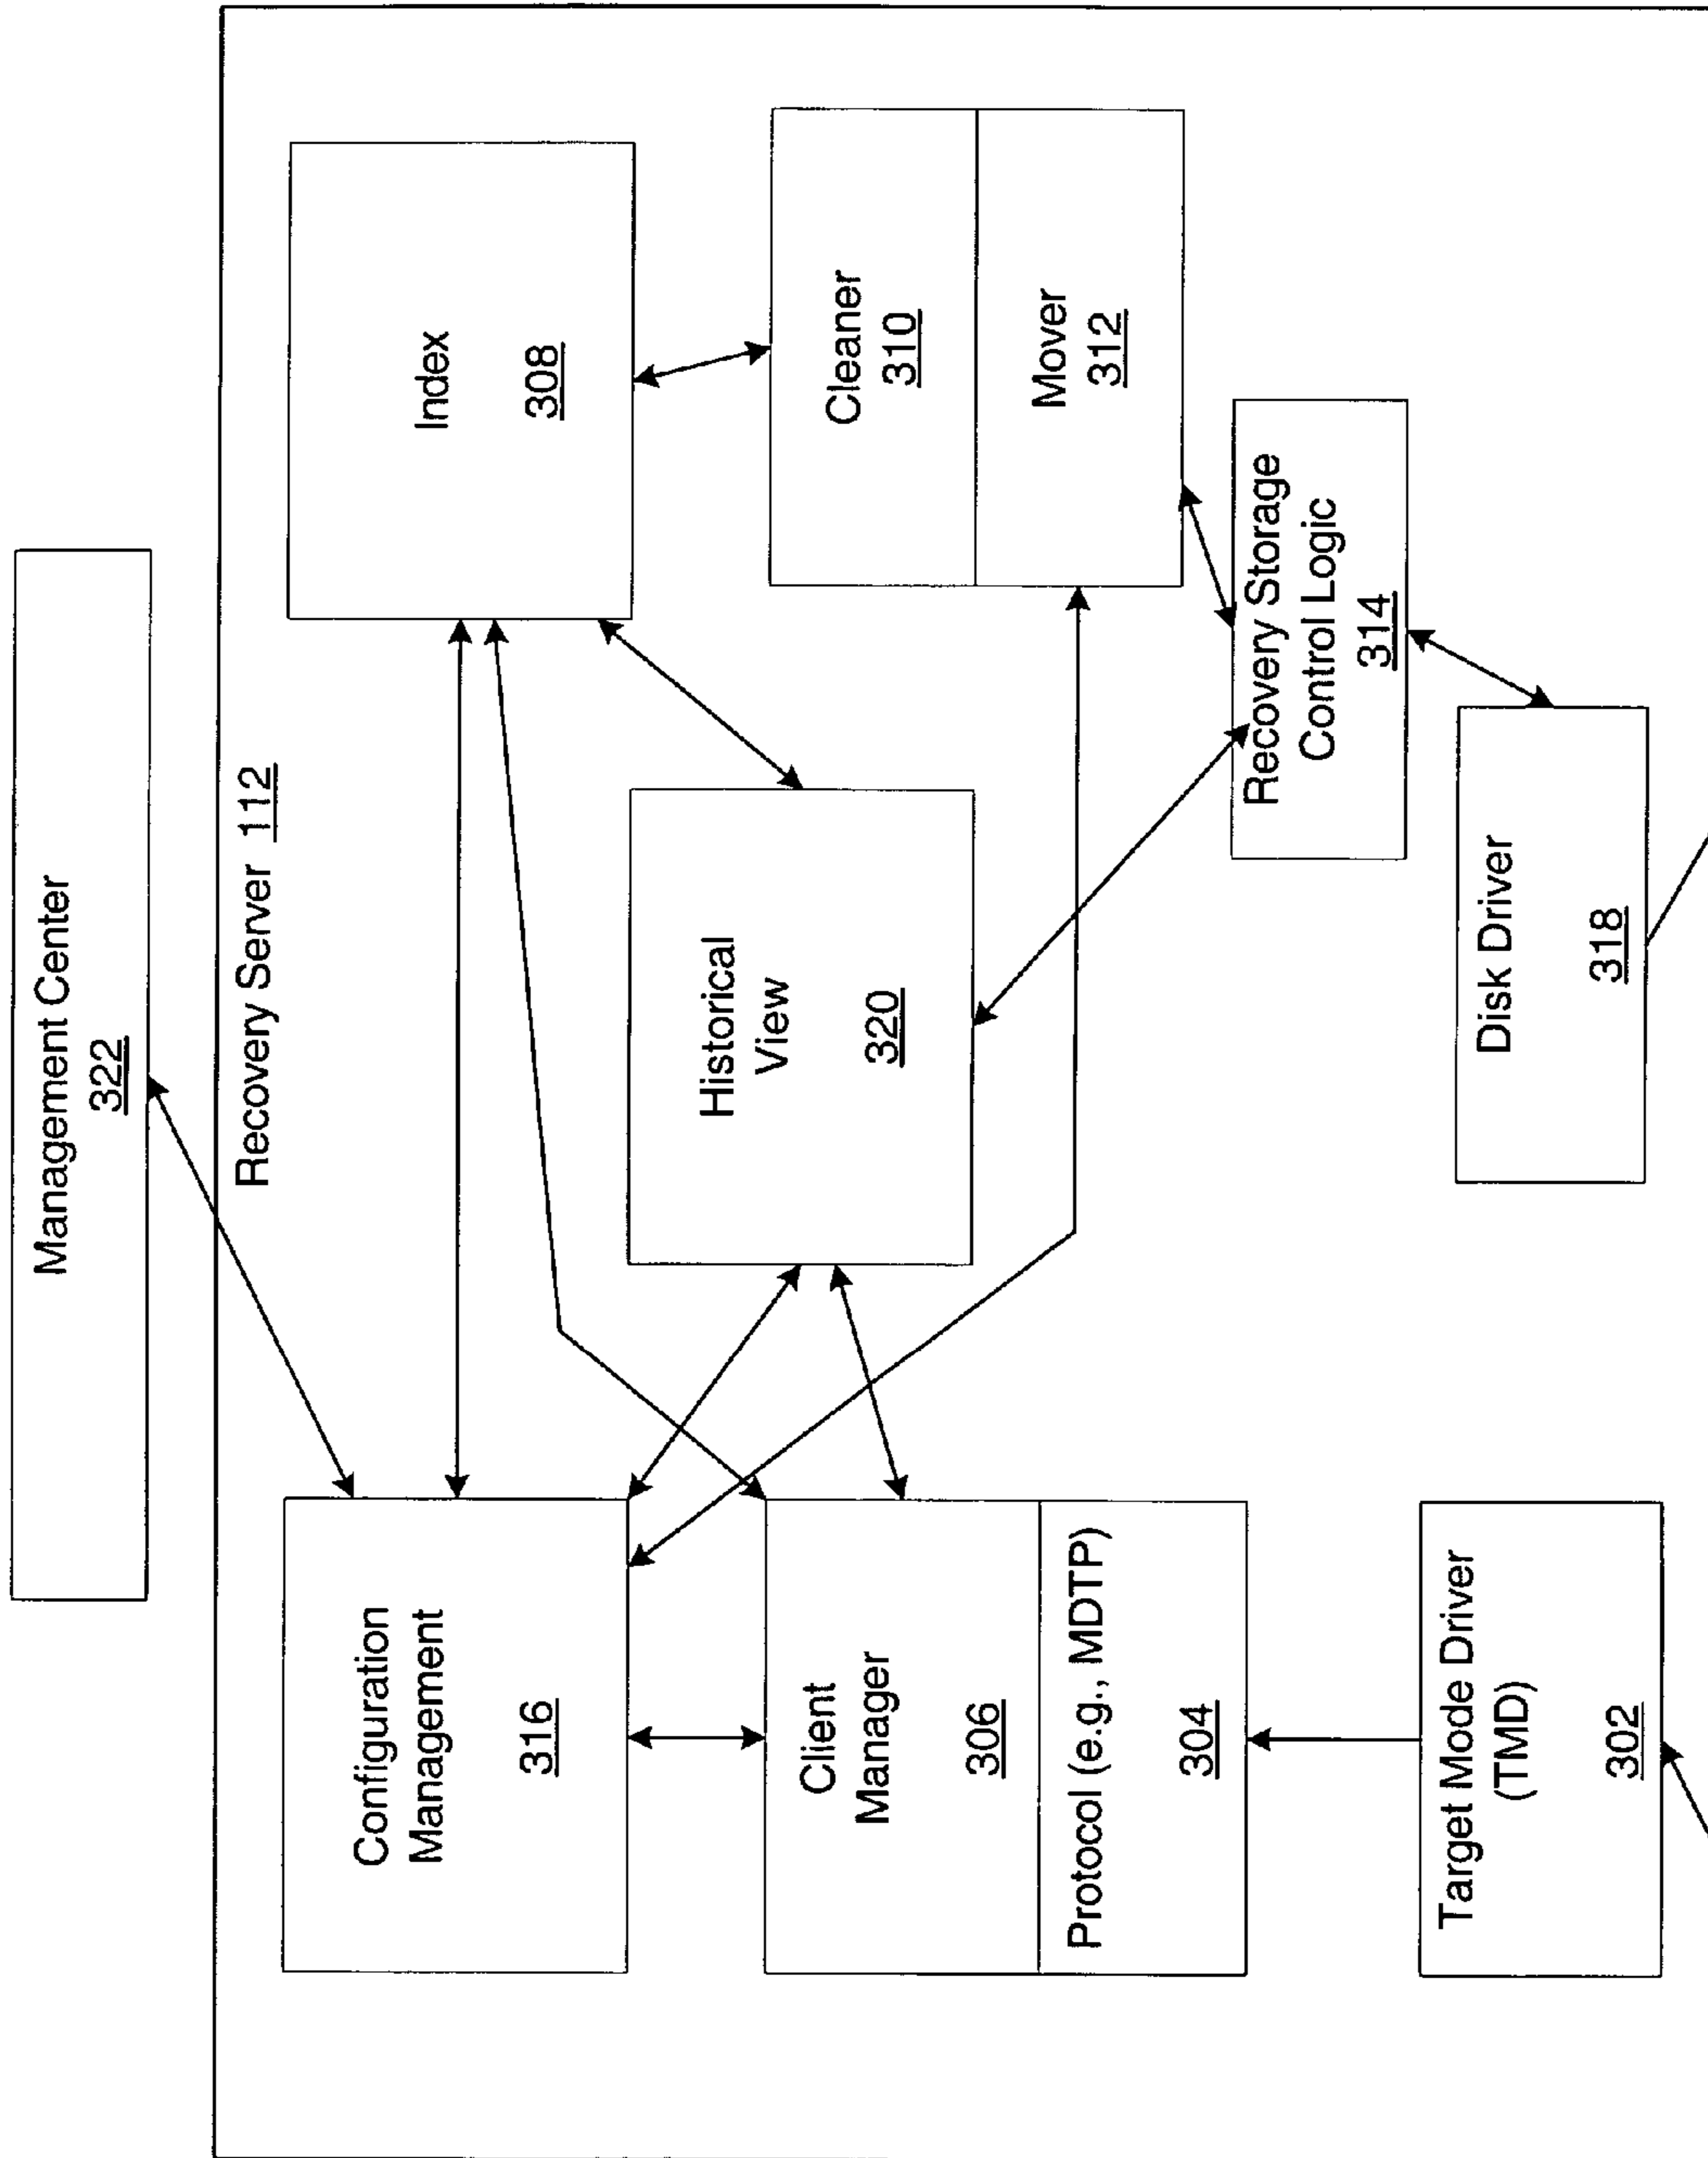 Management Center
322
Recovery Server 112
Configuration
Management
316
Index
308
Historical
View
320
Client
Manager
306
Protocol (e.g., MDTP)
304
Cleaner
310
Mover
312
Recovery Storage
Control Logic
314
Target Mode Driver
(TMD)
302
Disk Driver
318